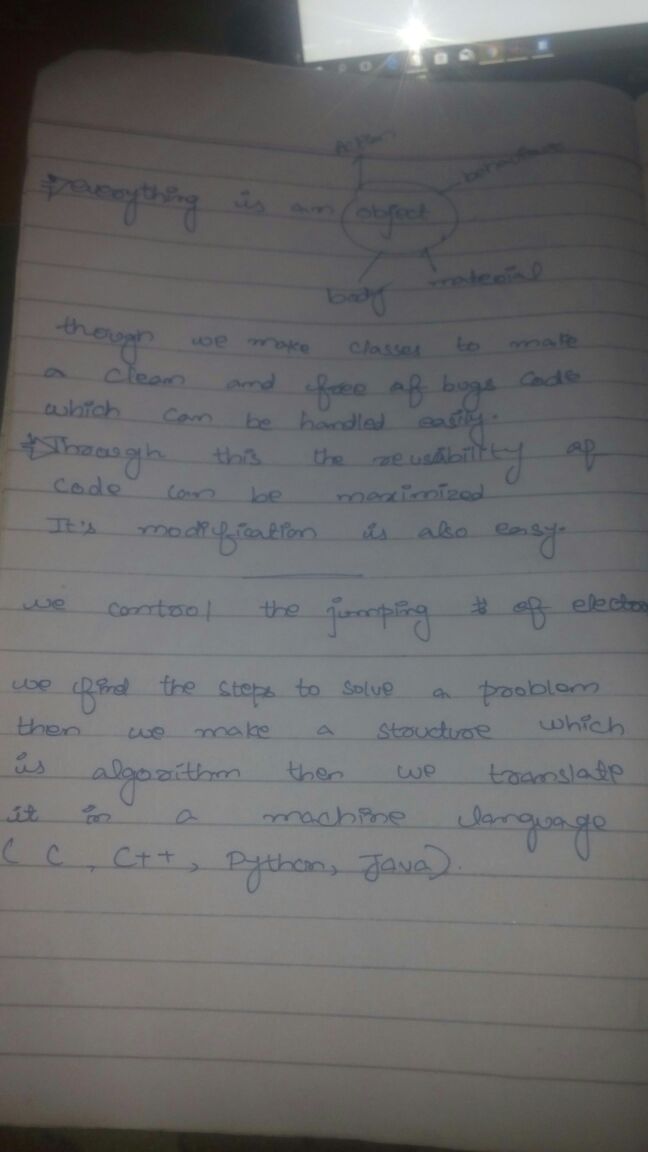 Action
behaviour
everything is an object
body material
though we make classes to make
a clean and free of bugs code
which can be handled easily.
Through this the reusability of
code can be maximized
It's modification is also easy.
we control the jumping of
we find the steps to solve a problem
then we make a structure which
is algorithm then we translate
it in a machine language
( C, C++, Python, Java).